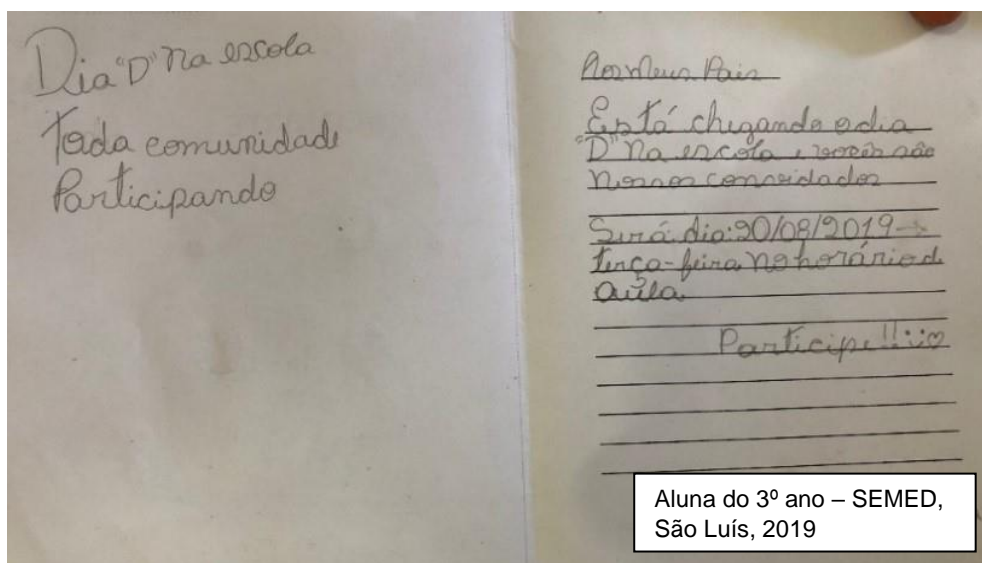 Dia "D" Na escola
Toda comunidade
Participando
Aos Meus Pais
Está chegando o dia
"D" Na escola e vocês são
Nossos convidados
Será dia: 20/08/2019 →
terça-feira No horário de
aula.
Participe!!!
Aluna do 3º ano – SEMED,
São Luís, 2019